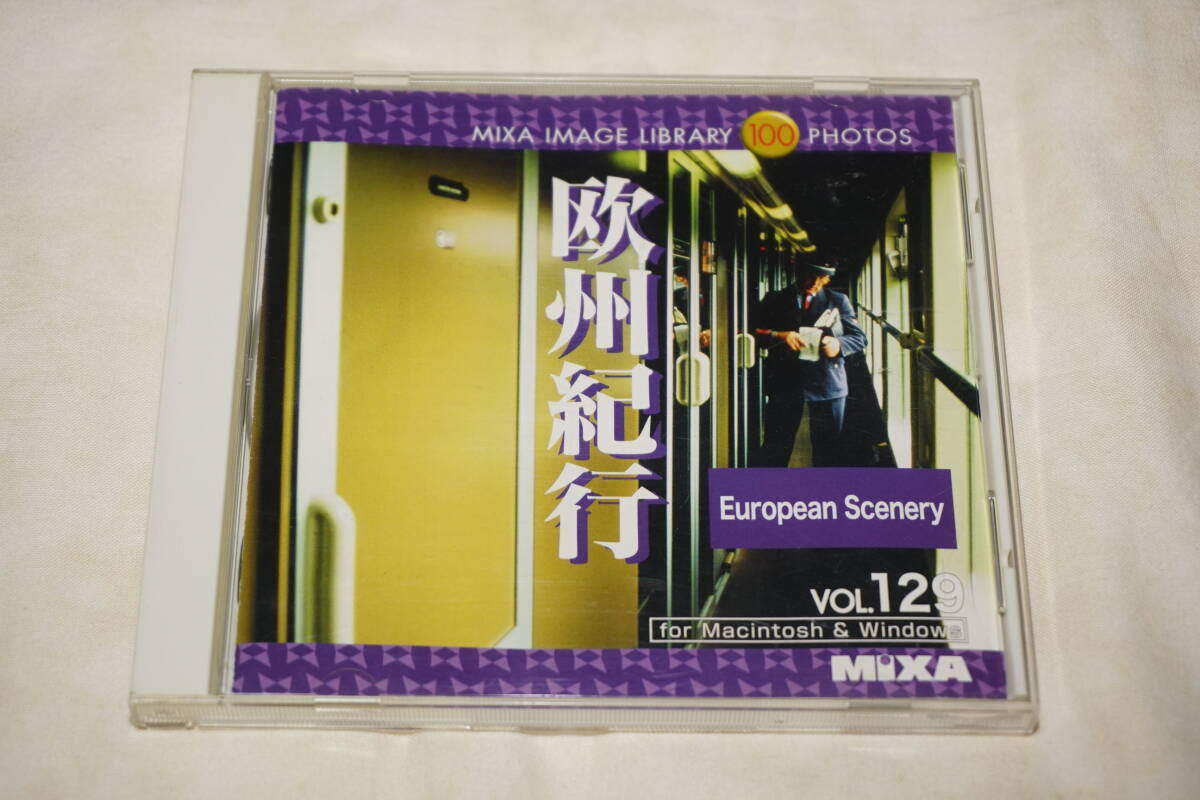 MIXA IMAGE LIBRARY 100 PHOTOS
欧州紀行
European Scenery
VOL.129
for Macintosh & Windows
MIXA